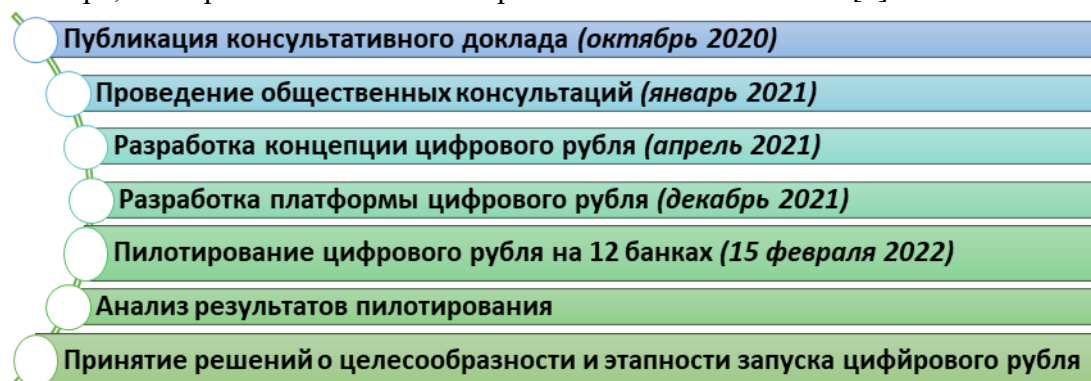 Публикация консультативного доклада (октябрь 2020)
Проведение общественных консультаций (январь 2021)
Разработка концепции цифрового рубля (апрель 2021)
Разработка платформы цифрового рубля (декабрь 2021)
Пилотирование цифрового рубля на 12 банках (15 февраля 2022)
Анализ результатов пилотирования
Принятие решений о целесообразности и этапности запуска цифйрового рубля